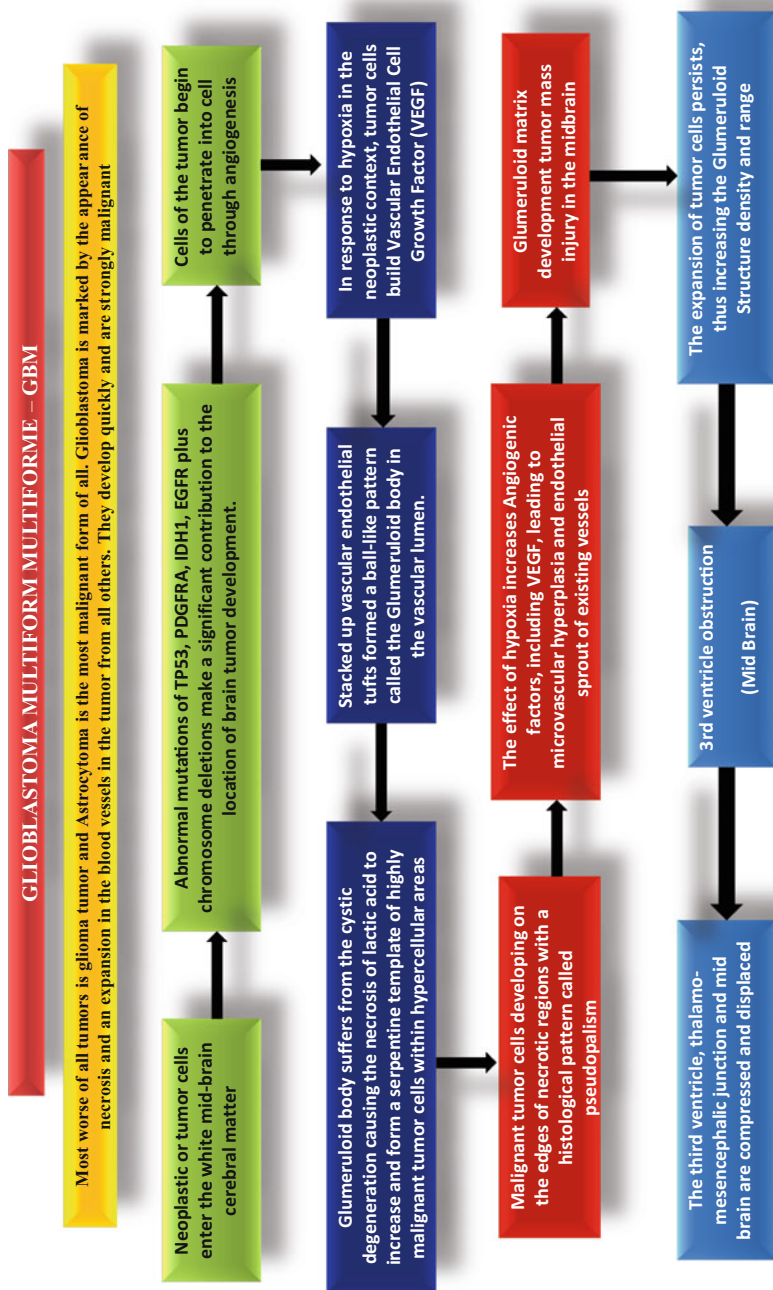 GLIOBLASTOMA MULTIFORME – GBM
Most worse of all tumors is glioma tumor and Astrocytoma is the most malignant form of all. Glioblastoma is marked by the appearance of
necrosis and an expansion in the blood vessels in the tumor from all others. They develop quickly and are strongly malignant
Neoplastic or tumor cells
enter the white mid-brain
cerebral matter
Abnormal mutations of TP53, PDGFRA, IDH1, EGFR plus
chromosome deletions make a significant contribution to the
location of brain tumor development.
Cells of the tumor begin
to penetrate into cell
through angiogenesis
In response to hypoxia in the
neoplastic context, tumor cells
build Vascular Endothelial Cell
Growth Factor (VEGF)
Stacked up vascular endothelial
tufts formed a ball-like pattern
called the Glumeruloid body in
the vascular lumen.
Glumeruloid body suffers from the cystic
degeneration causing the necrosis of lactic acid to
increase and form a serpentine template of highly
malignant tumor cells within hypercellular areas
Malignant tumor cells developing on
the edges of necrotic regions with a
histological pattern called
pseudopalism
The effect of hypoxia increases Angiogenic
factors, including VEGF, leading to
microvascular hyperplasia and endothelial
sprout of existing vessels
Glumeruloid matrix
development tumor mass
injury in the midbrain
The expansion of tumor cells persists,
thus increasing the Glumeruloid
Structure density and range
3rd ventricle obstruction
(Mid Brain)
The third ventricle, thalamo-
mesencephalic junction and mid
brain are compressed and displaced